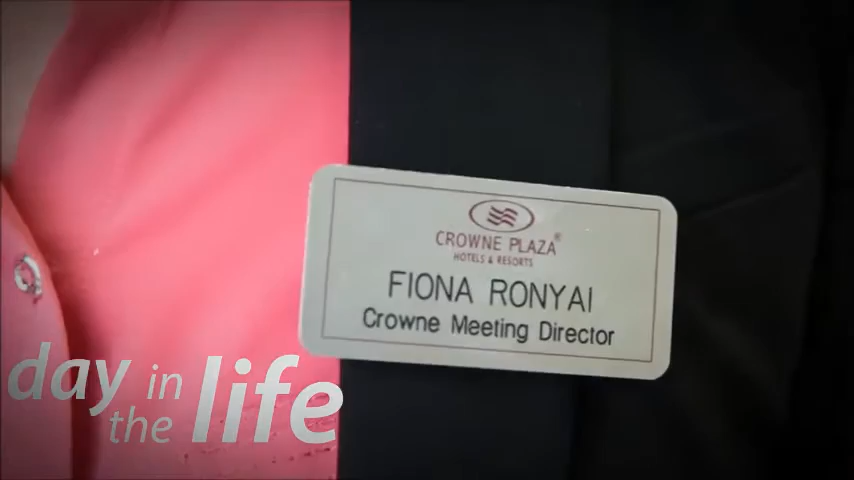 CROWNE PLAZA®
HOTELS & RESORTS
FIONA RONYAI
Crowne Meeting Director
day in the life